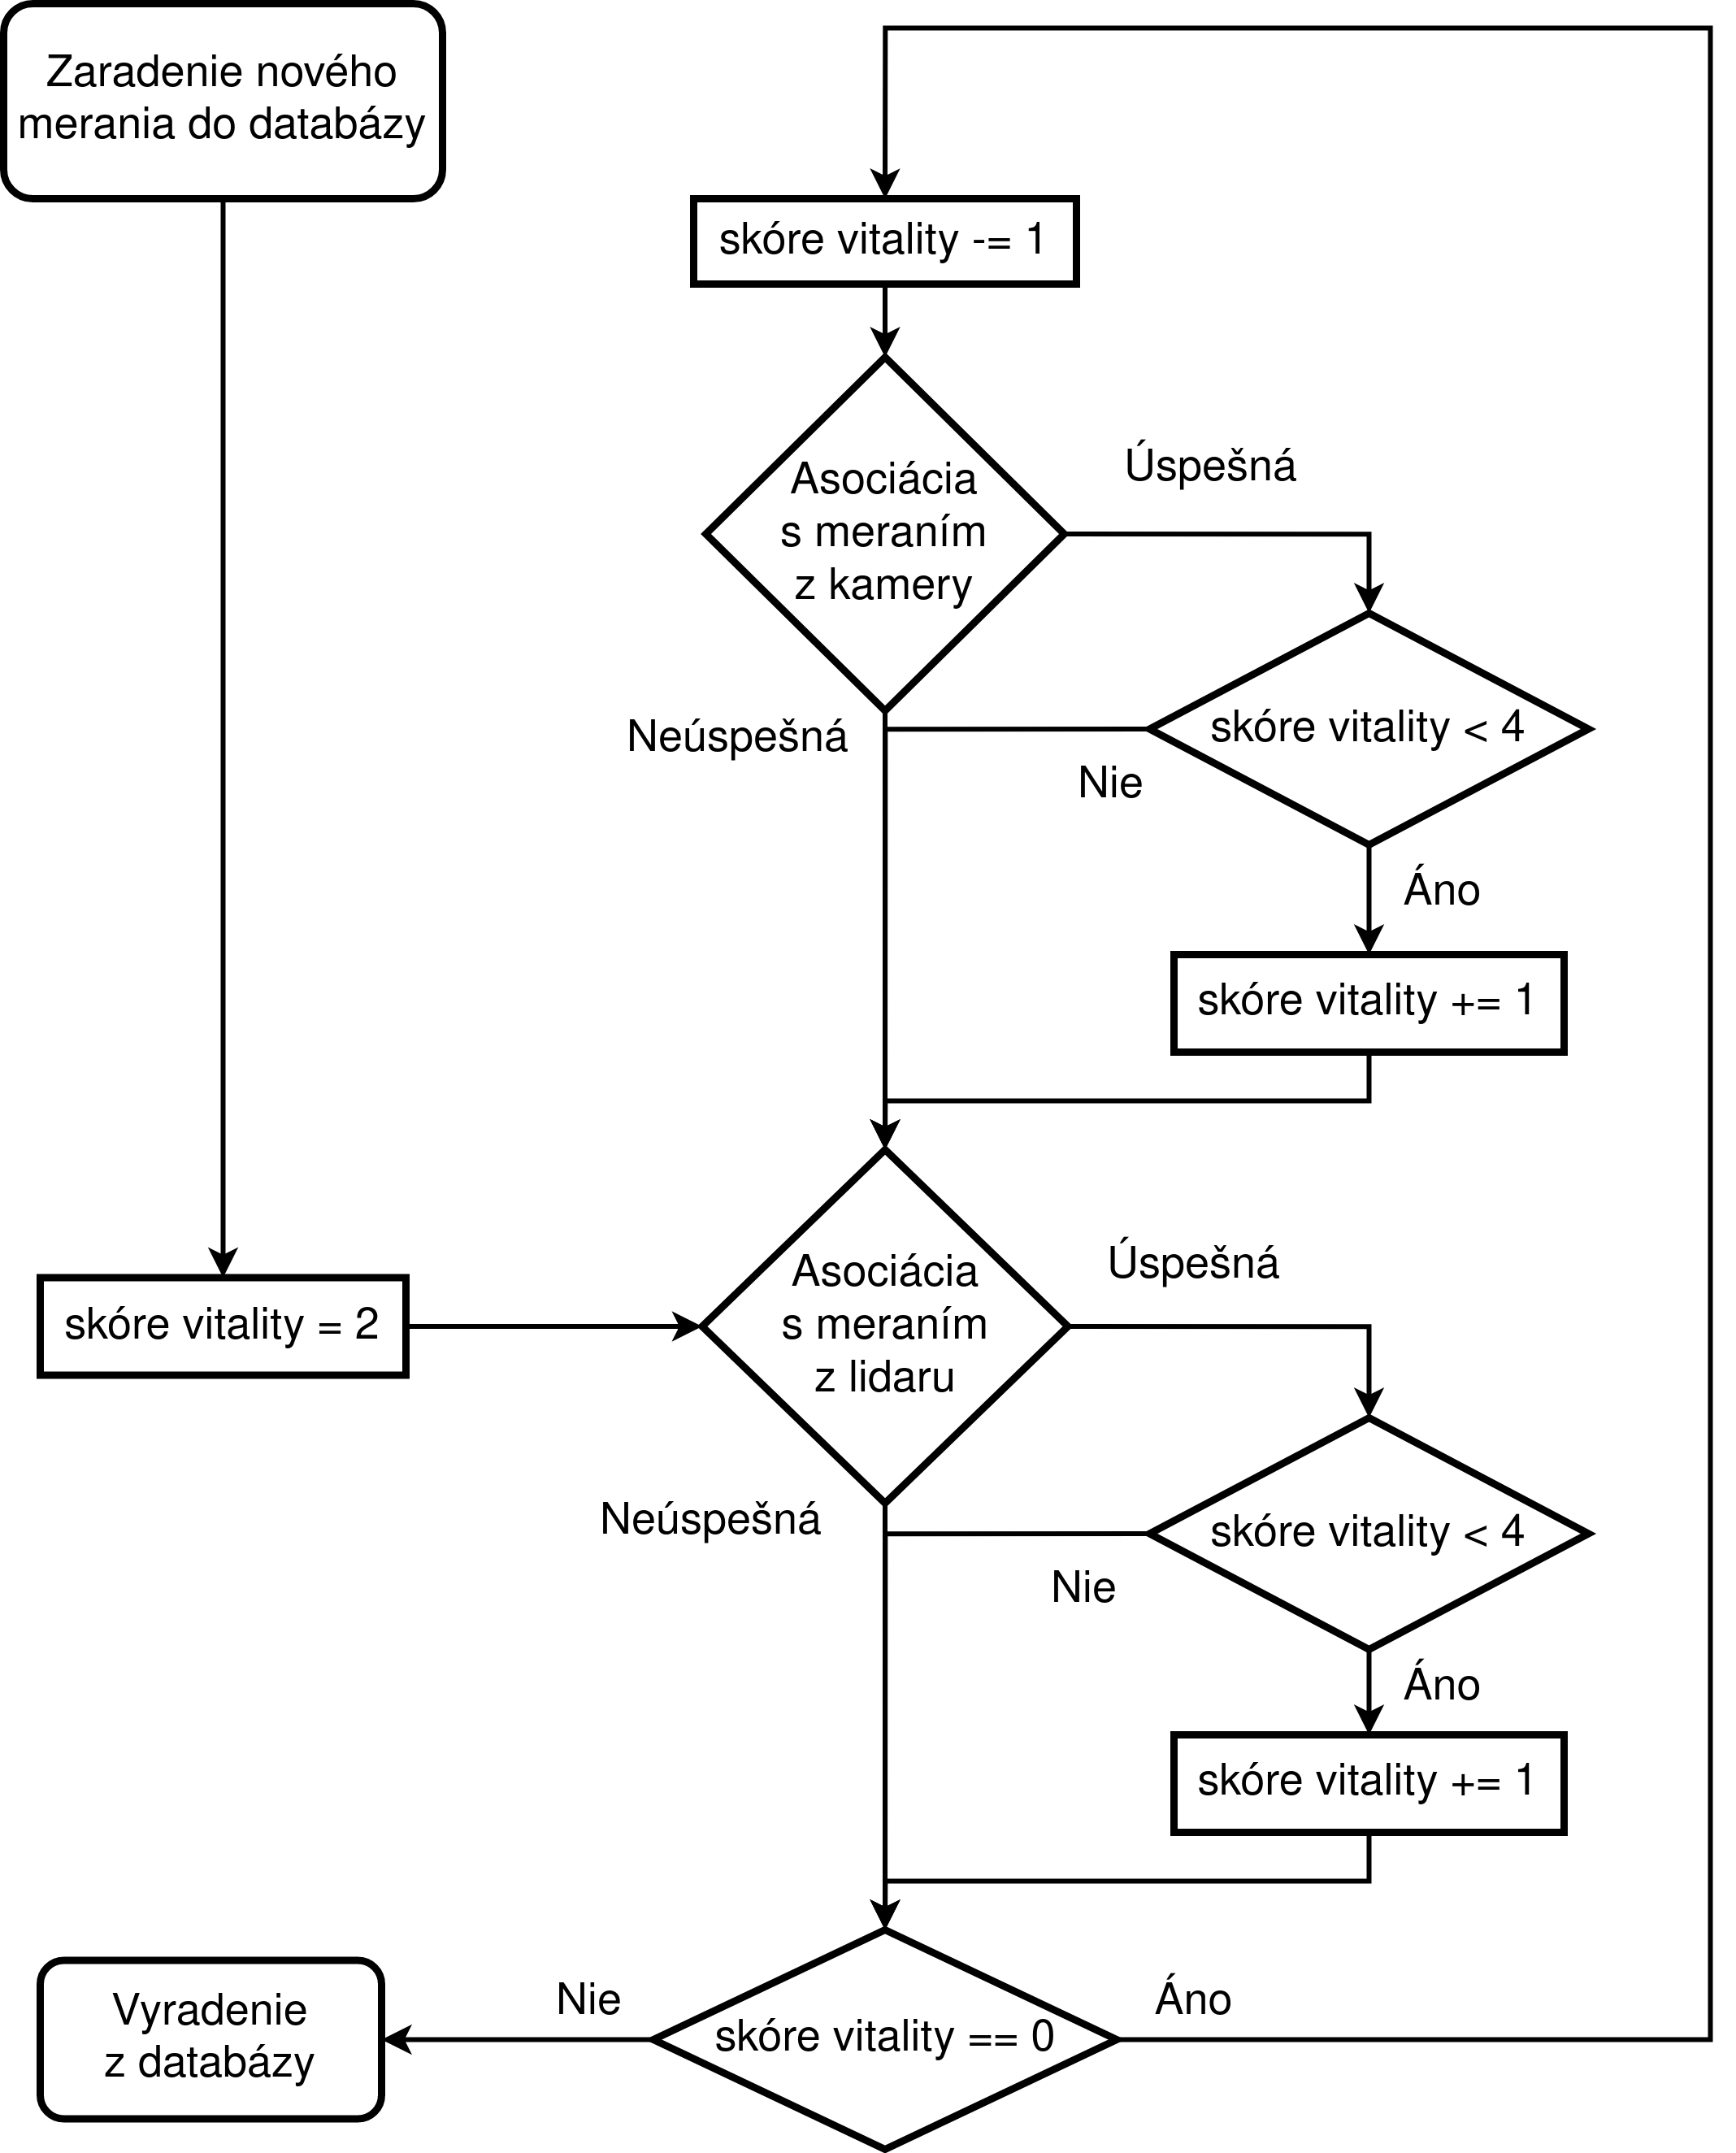 Zaradenie nového
merania do databázy
skóre vitality -= 1
Asociácia
s meraním
z kamery
Úspešná
Neúspešná
skóre vitality < 4
Nie
Áno
skóre vitality += 1
skóre vitality = 2
Asociácia
s meraním
z lidaru
Úspešná
Neúspešná
skóre vitality < 4
Nie
Áno
skóre vitality += 1
Vyradenie
z databázy
Nie
skóre vitality == 0
Áno